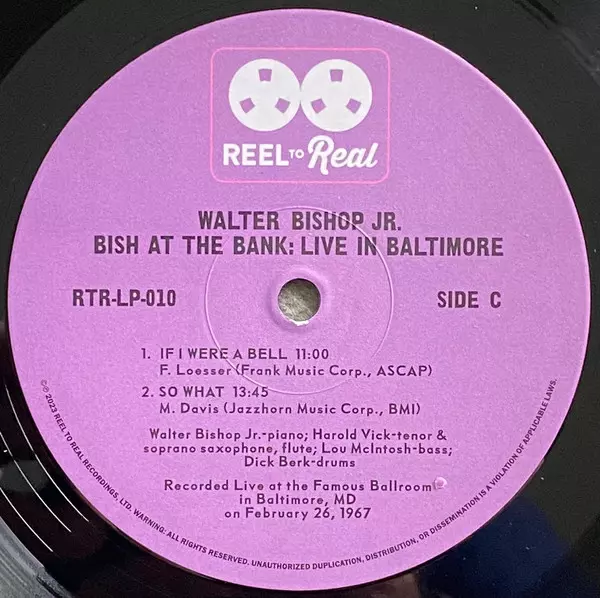 REEL TO Real
WALTER BISHOP JR.
BISH AT THE BANK: LIVE IN BALTIMORE
RTR-LP-010
SIDE C
1. IF I WERE A BELL 11:00
F. Loesser (Frank Music Corp., ASCAP)
2. SO WHAT 13:45
M. Davis (Jazzhorn Music Corp., BMI)
Walter Bishop Jr.-piano; Harold Vick-tenor &
soprano saxophone, flute; Lou McIntosh-bass;
Dick Berk-drums
Recorded Live at the Famous Ballroom
in Baltimore, MD
on February 26, 1967
©℗ 2023 REEL TO REAL RECORDINGS, LTD. WARNING: ALL RIGHTS RESERVED. UNAUTHORIZED DUPLICATION, DISTRIBUTION, OR DISSEMINATION IS A VIOLATION OF APPLICABLE LAWS.